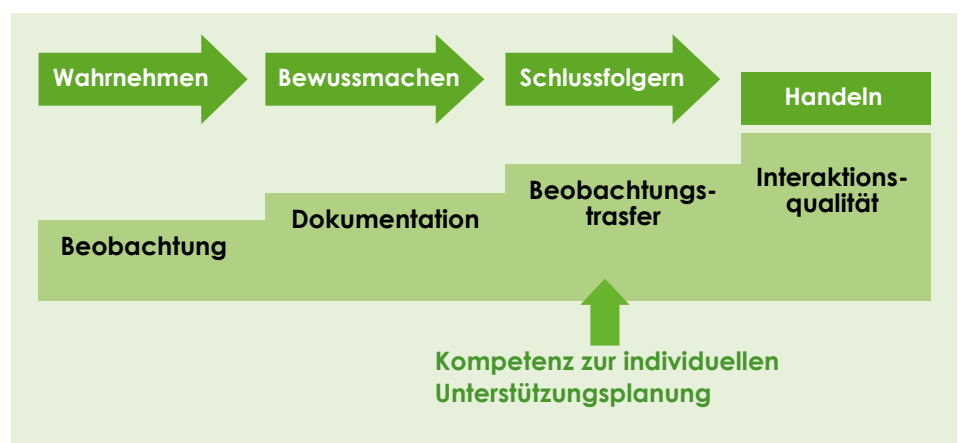 Wahrnehmen
Bewussmachen
Schlussfolgern
Handeln
Beobachtung
Dokumentation
Beobachtungs-
trasfer
Interaktions-
qualität
Kompetenz zur individuellen
Unterstützungsplanung